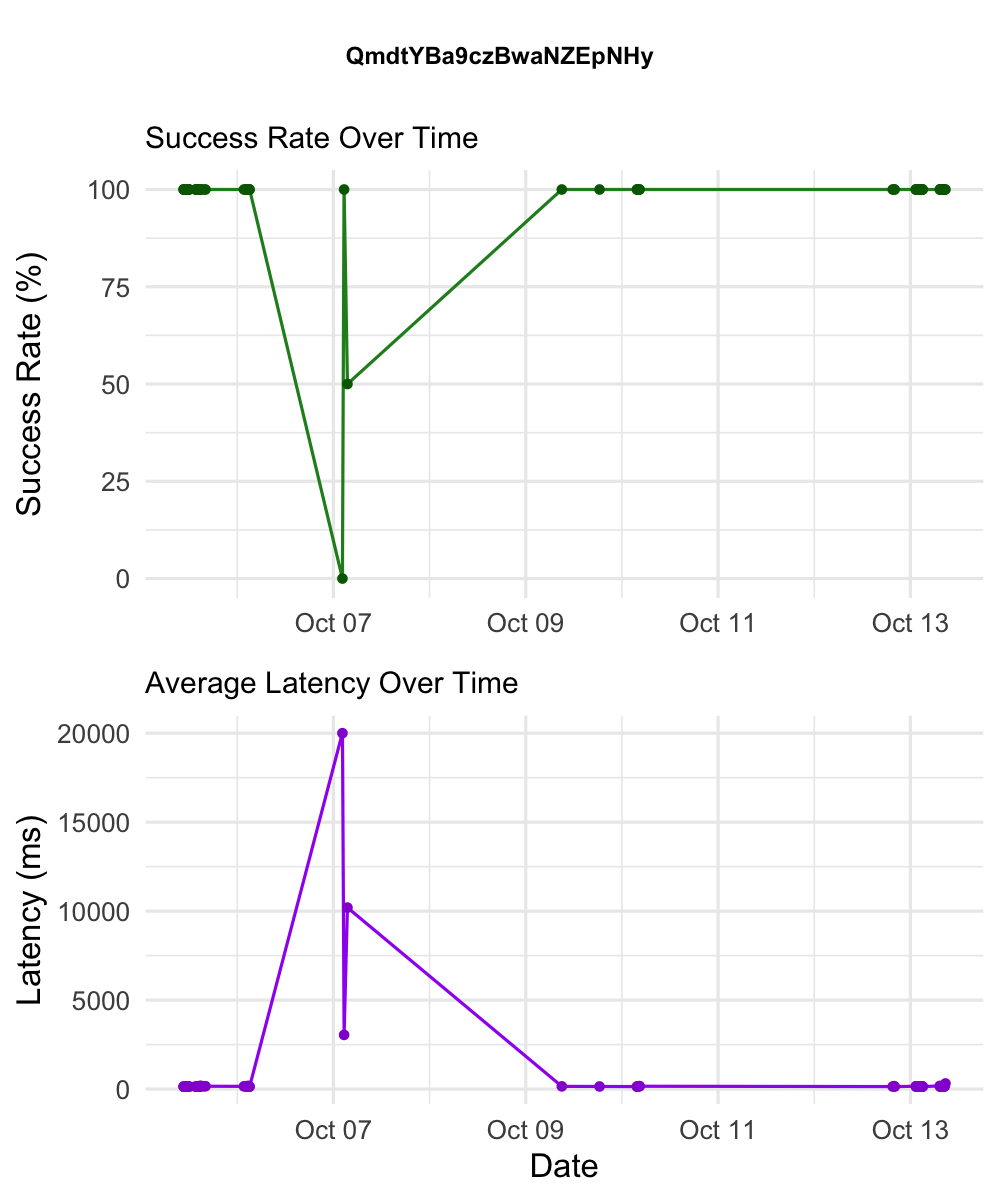 QmdtYBa9czBwaNZEpNHy
Success Rate Over Time
Success Rate (%)
100
75
50
25
0
Oct 07 Oct 09 Oct 11 Oct 13
Average Latency Over Time
Latency (ms)
20000
15000
10000
5000
0
Oct 07 Oct 09 Oct 11 Oct 13
Date